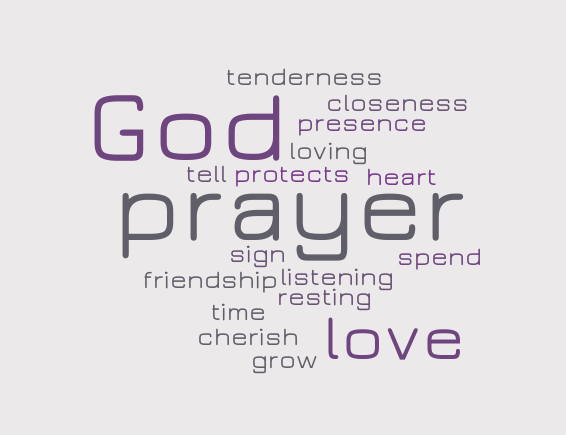 tenderness
closeness
God
presence
loving
tell protects heart
prayer
sign
spend
friendship listening
resting
time
cherish
love
grow